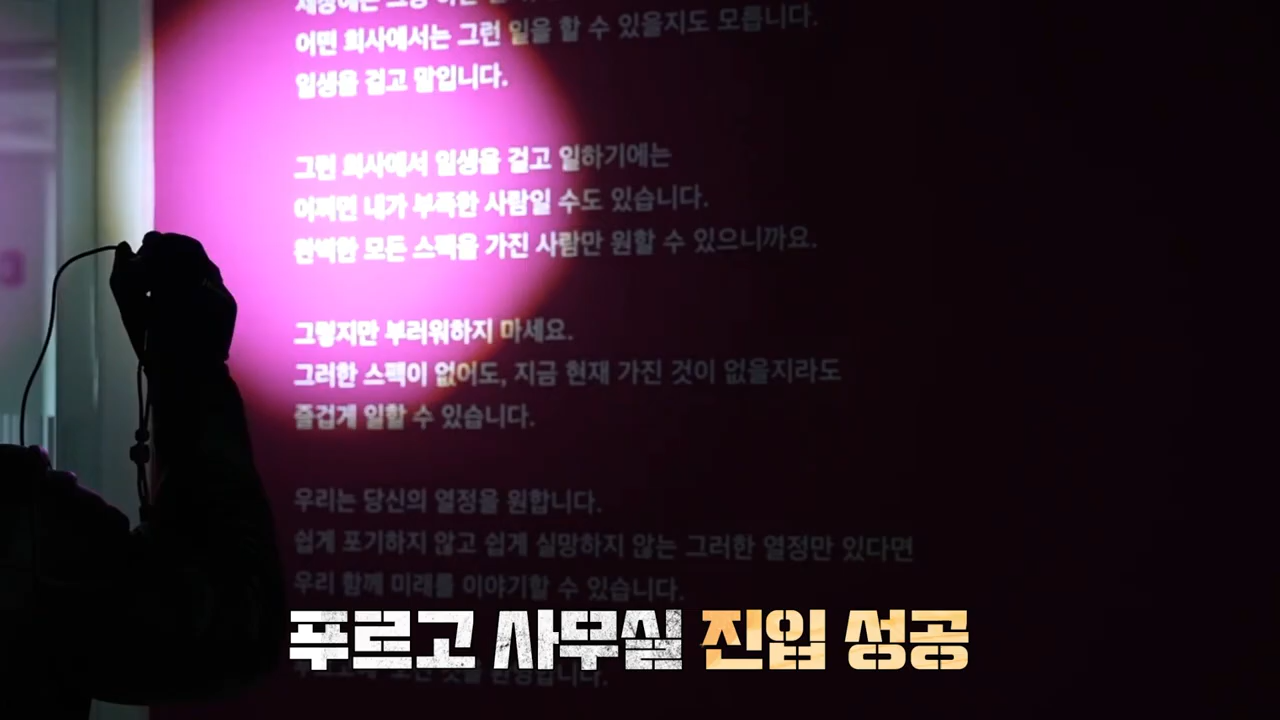 어떤 회사에서는 그런 일을 할 수 있을지도 모릅니다.
일생을 걸고 말입니다.
그런 회사에서 일생을 걸고 일하기에는
어쩌면 내가 부족한 사람일 수도 있습니다.
완벽한 모든 스펙을 가진 사람만 원할 수 있으니까요.
그렇지만 부러워하지 마세요.
그러한 스펙이 없어도, 지금 현재 가진 것이 없을지라도
즐겁게 일할 수 있습니다.
우리는 당신의 열정을 원합니다.
쉽게 포기하지 않고 쉽게 실망하지 않는 그러한 열정만 있다면
우리 함께 미래를 이야기할 수 있습니다.
푸르고 사무실 진입 성공